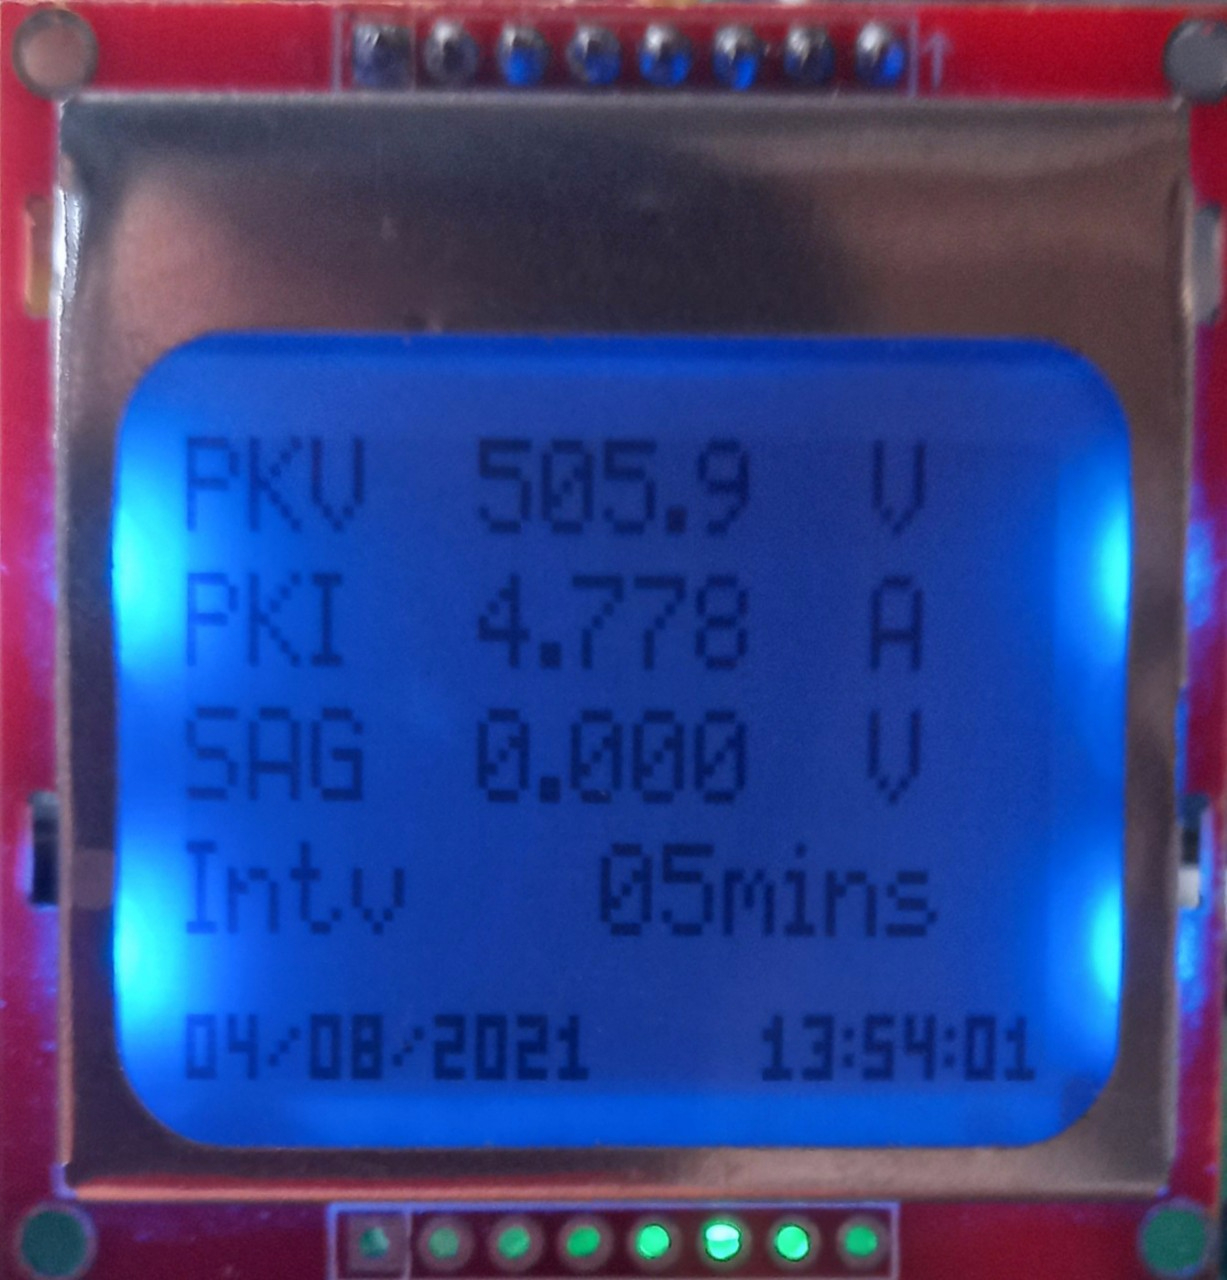 PKV 505.9 V
PKI 4.778 A
SAG 0.000 V
Intv 05mins
04/08/2021 13:54:01